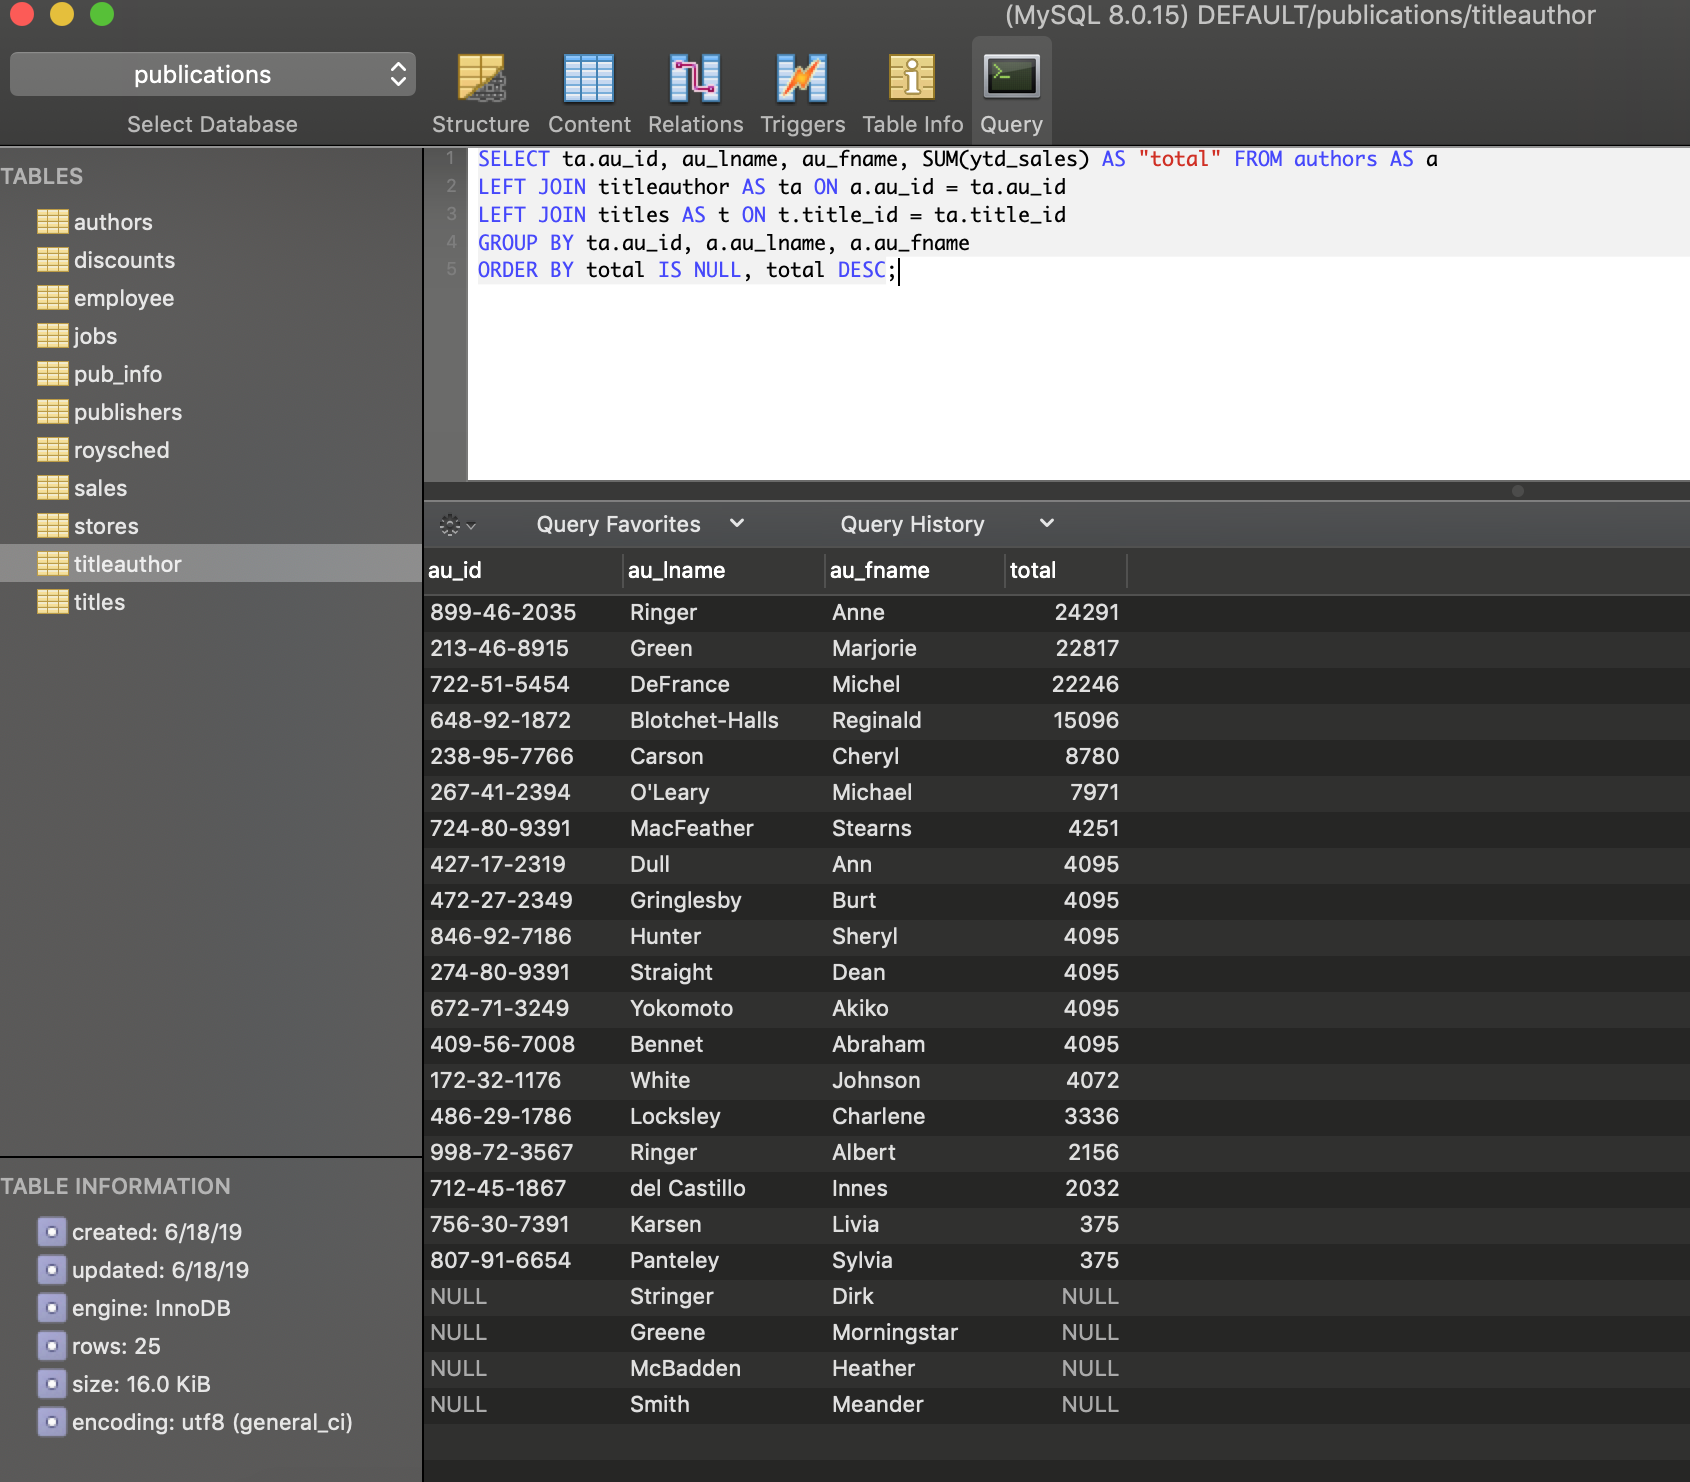 (MySQL 8.0.15) DEFAULT/publications/titleauthor
publications
Select Database
Structure Content Relations Triggers Table Info Query
TABLES
authors
discounts
employee
jobs
pub_info
publishers
roysched
sales
stores
titleauthor
titles
TABLE INFORMATION
created: 6/18/19
updated: 6/18/19
engine: InnoDB
rows: 25
size: 16.0 KiB
encoding: utf8 (general_ci)
1 SELECT ta.au_id, au_lname, au_fname, SUM(ytd_sales) AS "total" FROM authors AS a
2 LEFT JOIN titleauthor AS ta ON a.au_id = ta.au_id
3 LEFT JOIN titles AS t ON t.title_id = ta.title_id
4 GROUP BY ta.au_id, a.au_lname, a.au_fname
5 ORDER BY total IS NULL, total DESC;
Query Favorites Query History
au_id au_lname au_fname total
899-46-2035 Ringer Anne 24291
213-46-8915 Green Marjorie 22817
722-51-5454 DeFrance Michel 22246
648-92-1872 Blotchet-Halls Reginald 15096
238-95-7766 Carson Cheryl 8780
267-41-2394 O'Leary Michael 7971
724-80-9391 MacFeather Stearns 4251
427-17-2319 Dull Ann 4095
472-27-2349 Gringlesby Burt 4095
846-92-7186 Hunter Sheryl 4095
274-80-9391 Straight Dean 4095
672-71-3249 Yokomoto Akiko 4095
409-56-7008 Bennet Abraham 4095
172-32-1176 White Johnson 4072
486-29-1786 Locksley Charlene 3336
998-72-3567 Ringer Albert 2156
712-45-1867 del Castillo Innes 2032
756-30-7391 Karsen Livia 375
807-91-6654 Panteley Sylvia 375
NULL Stringer Dirk NULL
NULL Greene Morningstar NULL
NULL McBadden Heather NULL
NULL Smith Meander NULL